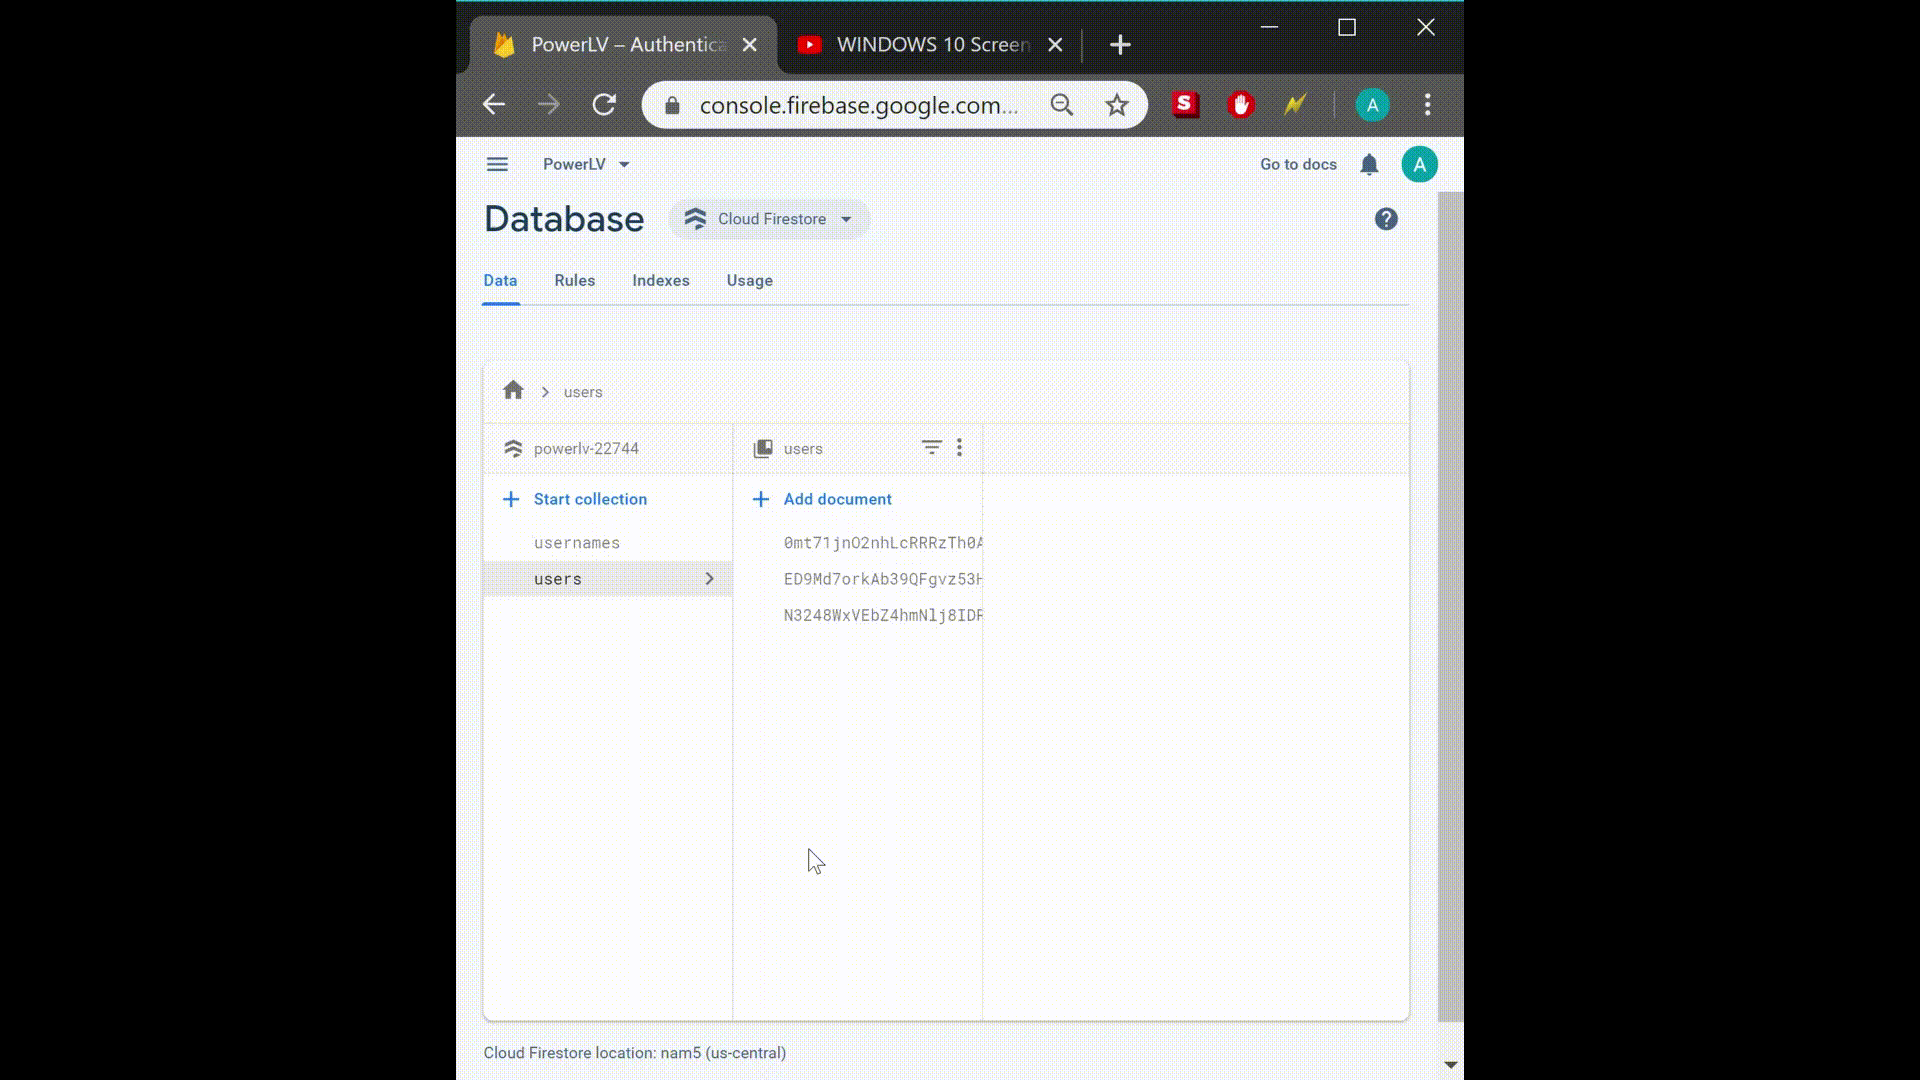 PowerLV – Authentica
WINDOWS 10 Screen
console.firebase.google.com...
S
A
PowerLV
Go to docs
A
Database
Cloud Firestore
?
Data
Rules
Indexes
Usage
users
powerlv-22744
users
Start collection
Add document
usernames
0mt71jnO2nhLcRRRzTh0A
users
ED9Md7orkAb39QFgvz53H
N3248WxVEbZ4hmNlj8IDR
Cloud Firestore location: nam5 (us-central)